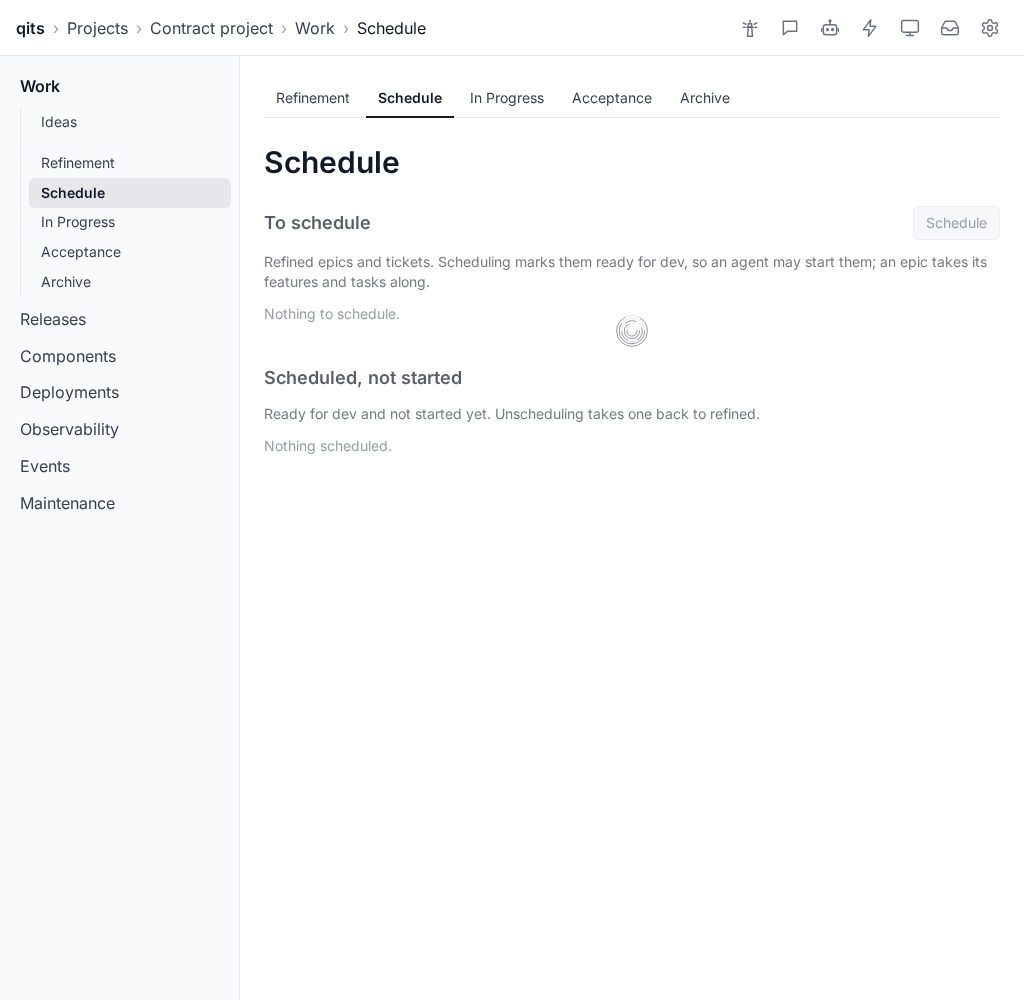 qits › Projects › Contract project › Work › Schedule
Work
Ideas
Refinement
Schedule
In Progress
Acceptance
Archive
Releases
Components
Deployments
Observability
Events
Maintenance
Refinement Schedule In Progress Acceptance Archive
Schedule
To schedule
Schedule
Refined epics and tickets. Scheduling marks them ready for dev, so an agent may start them; an epic takes its
features and tasks along.
Nothing to schedule.
Scheduled, not started
Ready for dev and not started yet. Unscheduling takes one back to refined.
Nothing scheduled.